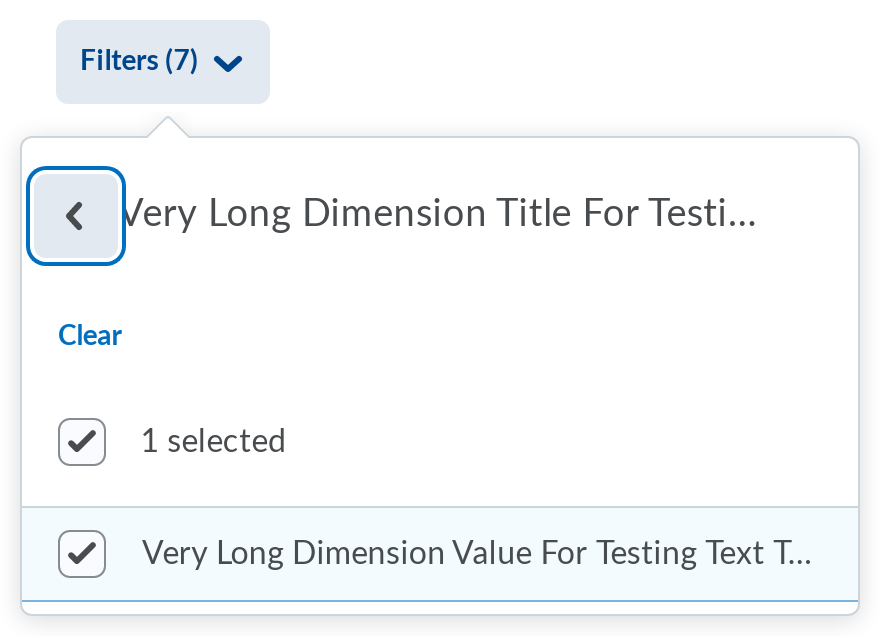 Filters (7)
Very Long Dimension Title For Testi...
Clear
1 selected
Very Long Dimension Value For Testing Text T...